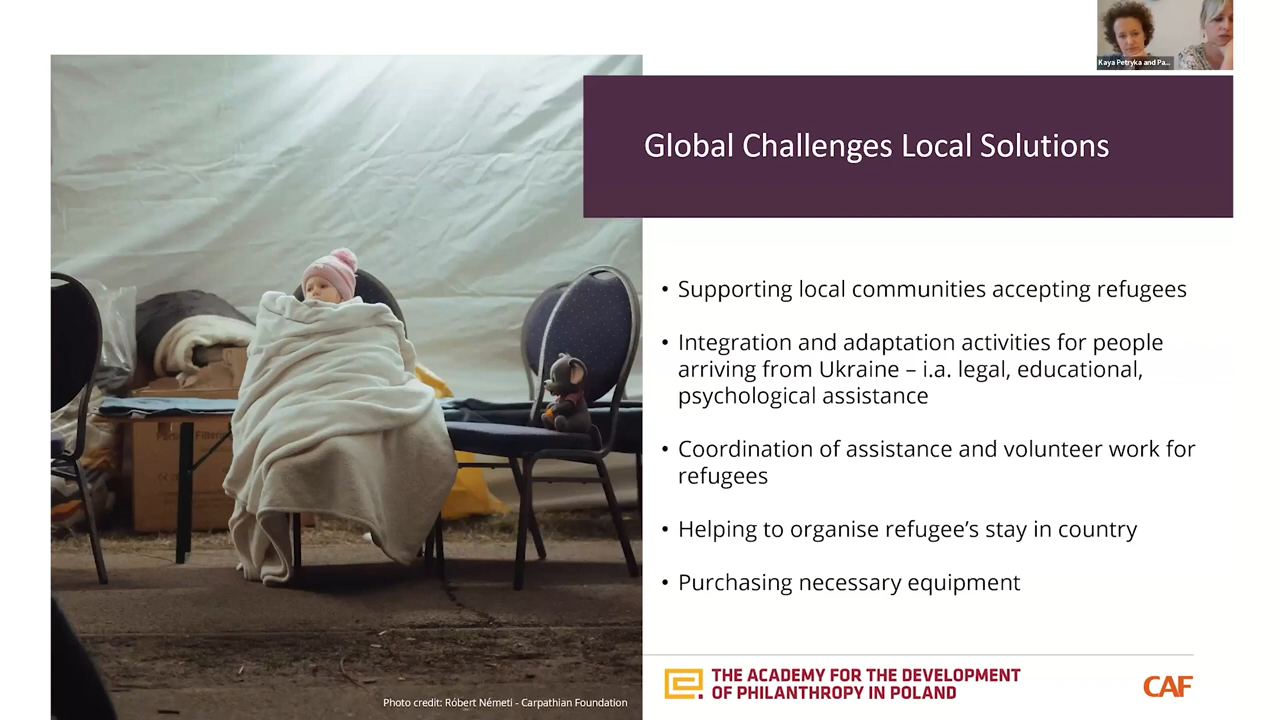 Kaya Petryka and Pa...
Global Challenges Local Solutions
• Supporting local communities accepting refugees
• Integration and adaptation activities for people
arriving from Ukraine – i.a. legal, educational,
psychological assistance
• Coordination of assistance and volunteer work for
refugees
• Helping to organise refugee's stay in country
• Purchasing necessary equipment
Photo credit: Róbert Németi - Carpathian Foundation
THE ACADEMY FOR THE DEVELOPMENT
OF PHILANTHROPY IN POLAND
CAF